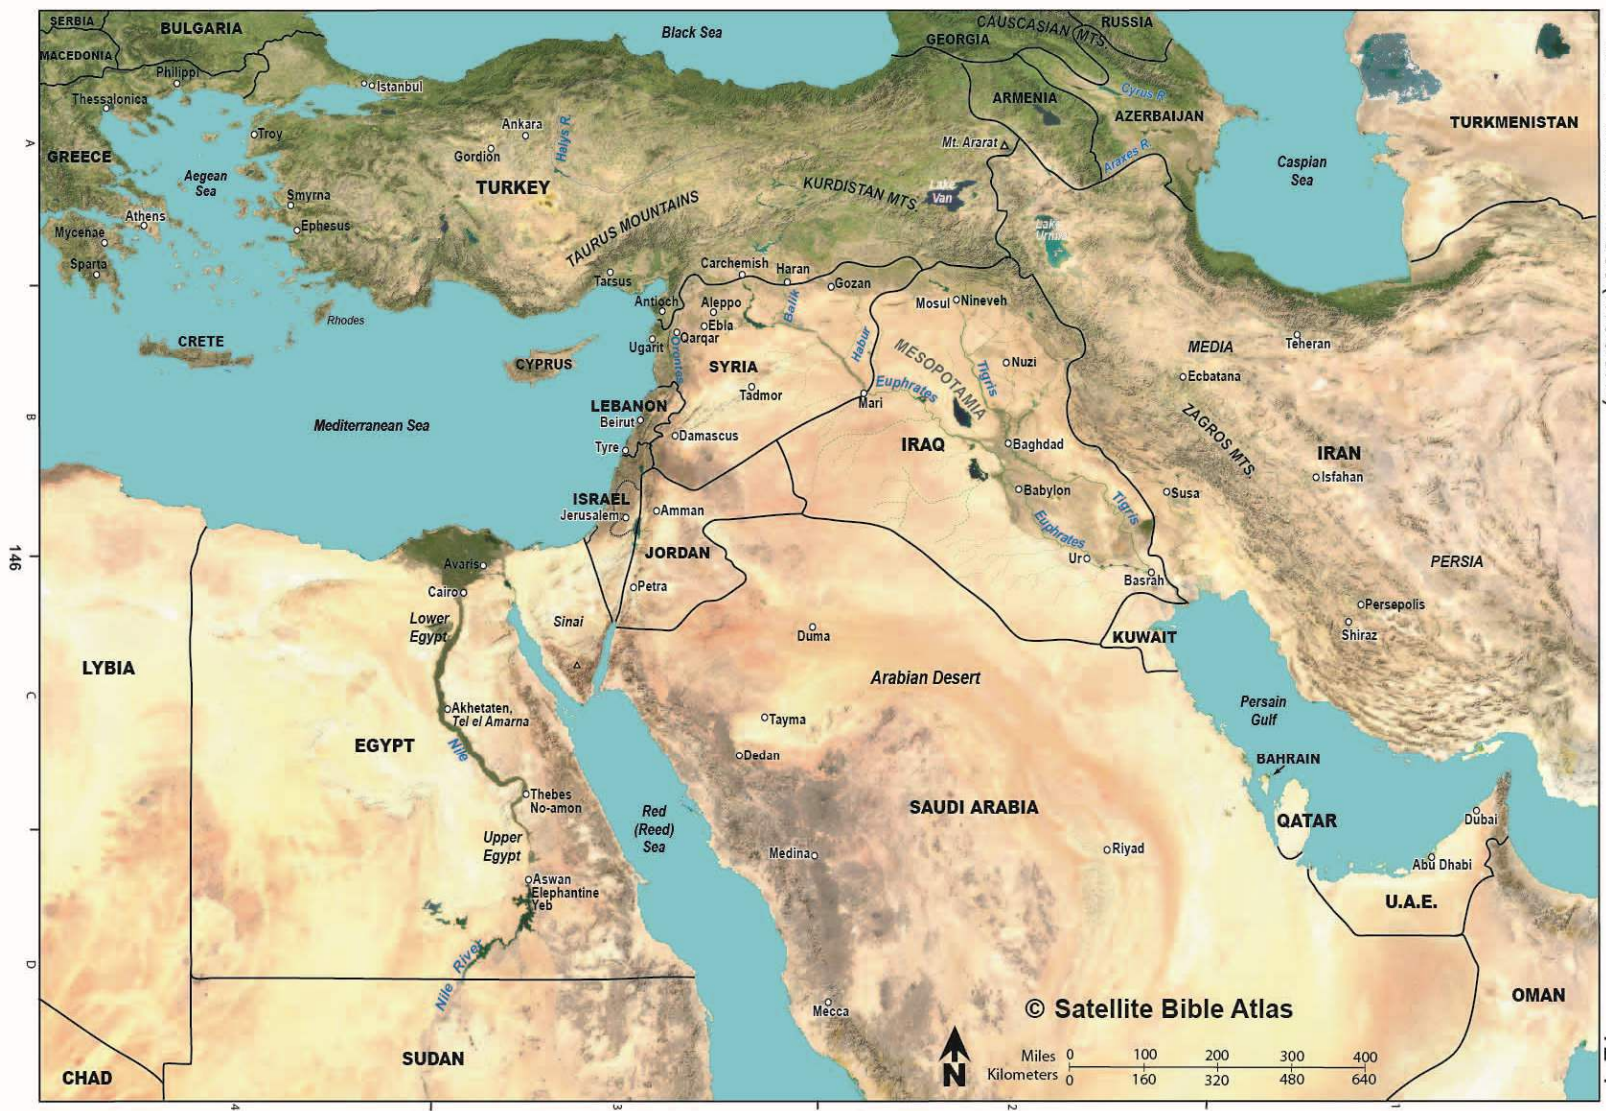 SERBIA
BULGARIA
Black Sea
CAUSCASIAN MTS.
RUSSIA
GEORGIA
MACEDONIA
Philippi
Istanbul
Thessalonica
Cyrus R.
ARMENIA
AZERBAIJAN
TURKMENISTAN
Troy
Ankara
Halys R.
Gordion
Mt. Ararat
Araxes R.
A
GREECE
Aegean
Sea
TURKEY
KURDISTAN MTS.
Lake
Van
Caspian
Sea
Smyrna
Athens
Ephesus
Mycenae
TAURUS MOUNTAINS
Lake
Urmia
Sparta
Tarsus
Carchemish
Haran
Gozan
Antioch
Aleppo
Balik
Mosul
Nineveh
Rhodes
Ebla
Qarqar
Ugarit
Orontes
Habur
CRETE
CYPRUS
SYRIA
MESOPOTAMIA
Nuzi
Tigris
MEDIA
Teheran
Ecbatana
Tadmor
Euphrates
Mari
B
Mediterranean Sea
LEBANON
Beirut
Tyre
Damascus
IRAQ
Baghdad
ZAGROS MTS.
IRAN
Isfahan
ISRAEL
Jerusalem
Amman
Babylon
Tigris
Susa
Euphrates
146
JORDAN
Ur
Basrah
PERSIA
Avaris
Cairo
Petra
Lower
Egypt
Sinai
Duma
KUWAIT
Persepolis
Shiraz
LYBIA
Arabian Desert
C
Akhetaten,
Tel el Amarna
Tayma
Persain
Gulf
EGYPT
Nile
Dedan
BAHRAIN
Thebes
No-amon
Red
(Reed)
Sea
SAUDI ARABIA
QATAR
Dubai
Upper
Egypt
Medina
Riyad
Abu Dhabi
Aswan
Elephantine
Yeb
U.A.E.
D
Nile River
Mecca
© Satellite Bible Atlas
OMAN
SUDAN
CHAD
N
Miles 0 100 200 300 400
Kilometers 0 160 320 480 640
4
3
2
1